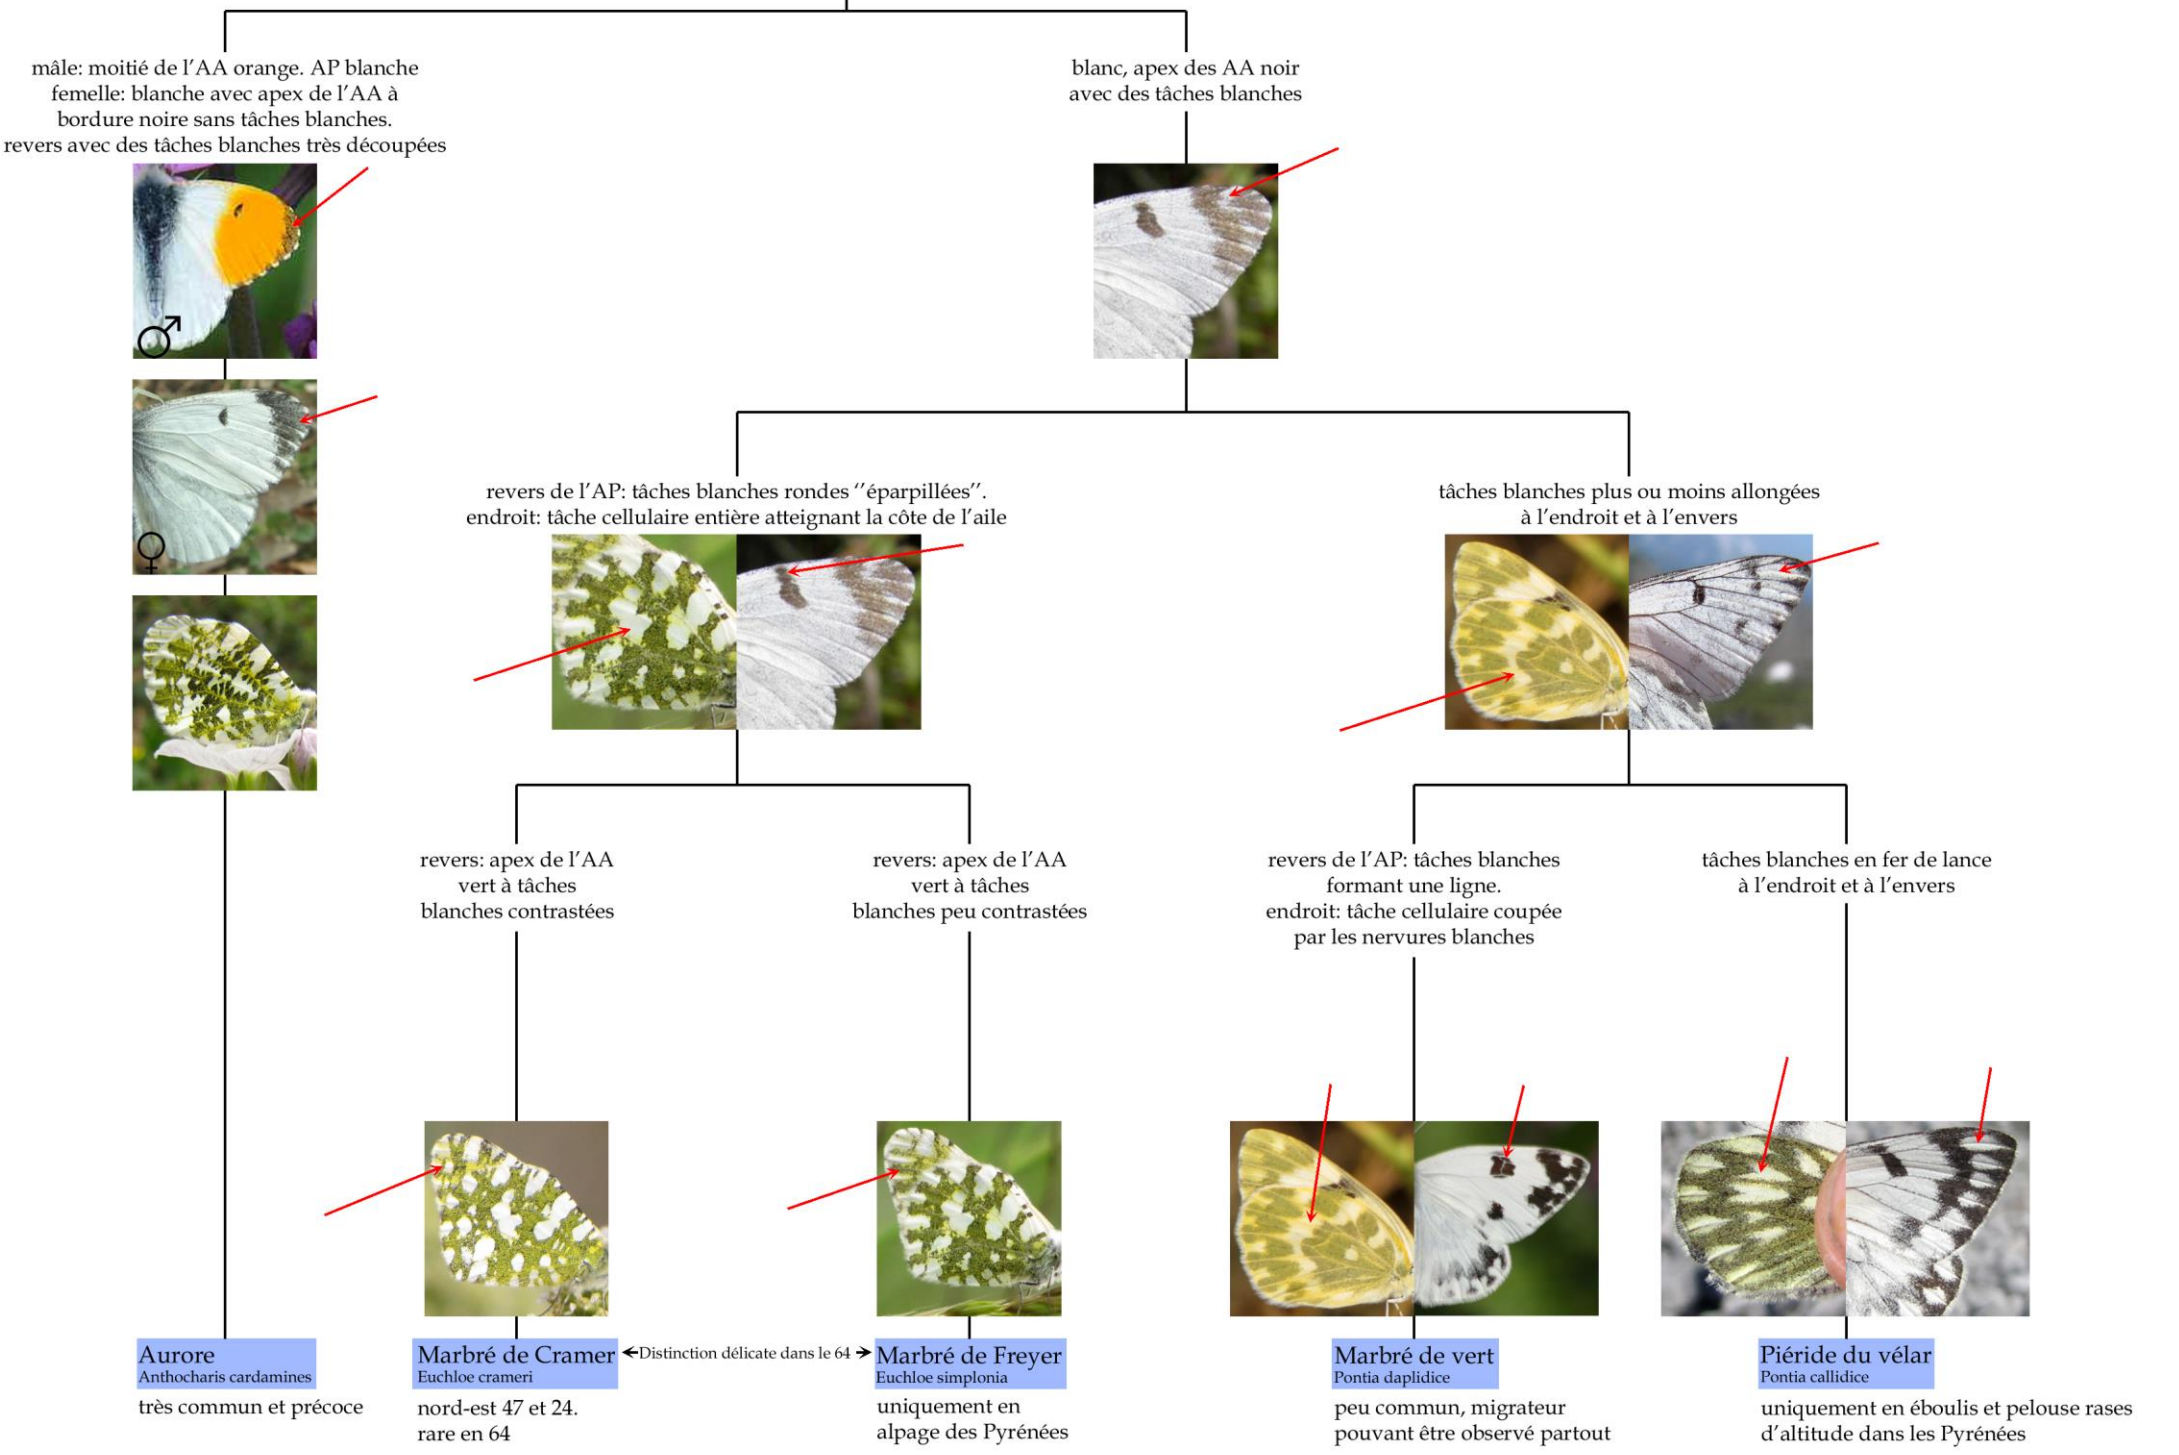 mâle: moitié de l'AA orange. AP blanche
femelle: blanche avec apex de l'AA à
bordure noire sans tâches blanches.
revers avec des tâches blanches très découpées
blanc, apex des AA noir
avec des tâches blanches
revers de l'AP: tâches blanches rondes ‘‘éparpillées’’.
endroit: tâche cellulaire entière atteignant la côte de l'aile
tâches blanches plus ou moins allongées
à l'endroit et à l'envers
revers: apex de l'AA
vert à tâches
blanches contrastées
revers: apex de l'AA
vert à tâches
blanches peu contrastées
revers de l'AP: tâches blanches
formant une ligne.
endroit: tâche cellulaire coupée
par les nervures blanches
tâches blanches en fer de lance
à l'endroit et à l'envers
Aurore
Anthocharis cardamines
très commun et précoce
Marbré de Cramer
Euchloe crameri
nord-est 47 et 24.
rare en 64
Distinction délicate dans le 64
Marbré de Freyer
Euchloe simplonia
uniquement en
alpage des Pyrénées
Marbré de vert
Pontia daplidice
peu commun, migrateur
pouvant être observé partout
Piéride du vélar
Pontia callidice
uniquement en éboulis et pelouse rases
d'altitude dans les Pyrénées